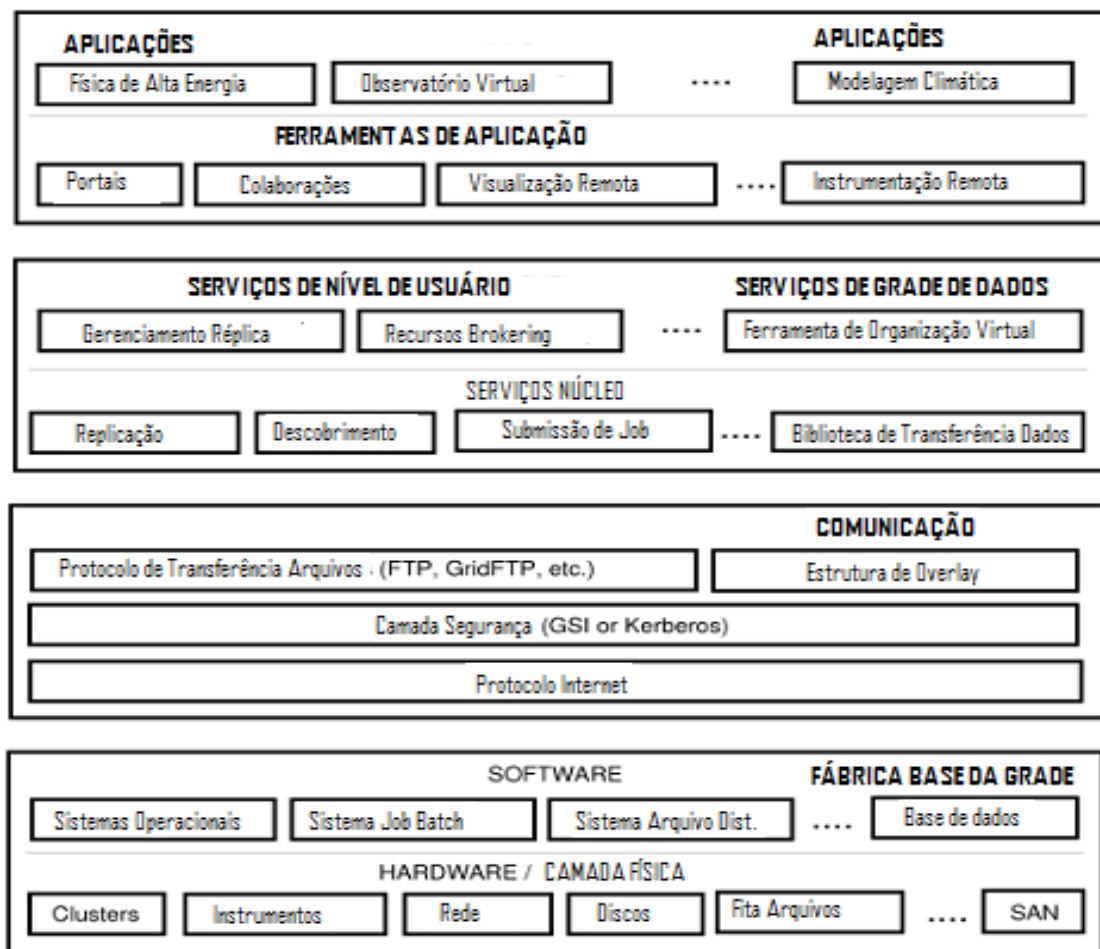 APLICAÇÕES APLICAÇÕES
Física de Alta Energia Observatório Virtual .... Modelagem Climática
FERRAMENTAS DE APLICAÇÃO
Portais Colaborações Visualização Remota .... Instrumentação Remota
SERVIÇOS DE NÍVEL DE USUÁRIO SERVIÇOS DE GRADE DE DADOS
Gerenciamento Réplica Recursos Brokering .... Ferramenta de Organização Virtual
SERVIÇOS NÚCLEO
Replicação Descobrimento Submissão de Job .... Biblioteca de Transferência Dados
COMUNICAÇÃO
Protocolo de Transferência Arquivos (FTP, GridFTP, etc.) Estrutura de Overlay
Camada Segurança (GSI or Kerberos)
Protocolo Internet
SOFTWARE FÁBRICA BASE DA GRADE
Sistemas Operacionais Sistema Job Batch Sistema Arquivo Dist. .... Base de dados
HARDWARE / CAMADA FÍSICA
Clusters Instrumentos Rede Discos Fita Arquivos .... SAN